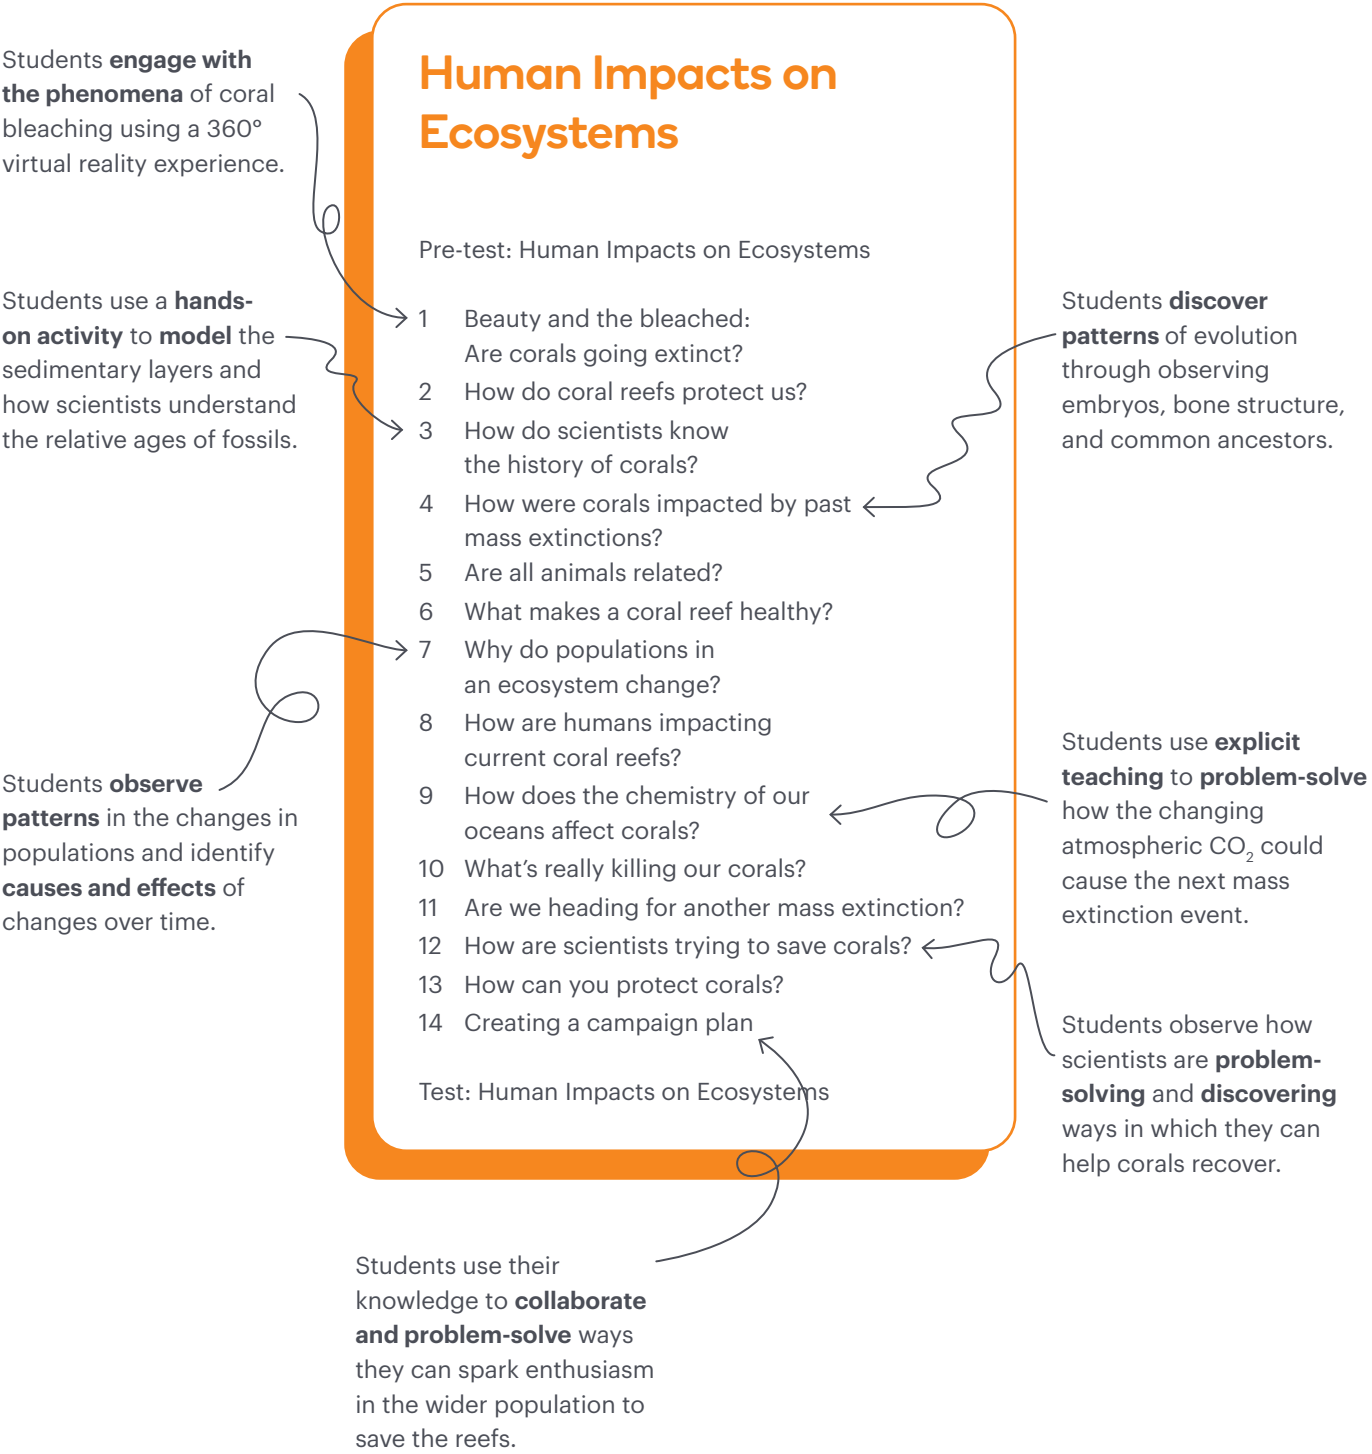 Human Impacts on
Ecosystems
Pre-test: Human Impacts on Ecosystems
1 Beauty and the bleached:
Are corals going extinct?
2 How do coral reefs protect us?
3 How do scientists know
the history of corals?
4 How were corals impacted by past
mass extinctions?
5 Are all animals related?
6 What makes a coral reef healthy?
7 Why do populations in
an ecosystem change?
8 How are humans impacting
current coral reefs?
9 How does the chemistry of our
oceans affect corals?
10 What's really killing our corals?
11 Are we heading for another mass extinction?
12 How are scientists trying to save corals?
13 How can you protect corals?
14 Creating a campaign plan
Test: Human Impacts on Ecosystems
Students engage with
the phenomena of coral
bleaching using a 360°
virtual reality experience.
Students use a hands-
on activity to model the
sedimentary layers and
how scientists understand
the relative ages of fossils.
Students observe
patterns in the changes in
populations and identify
causes and effects of
changes over time.
Students discover
patterns of evolution
through observing
embryos, bone structure,
and common ancestors.
Students use explicit
teaching to problem-solve
how the changing
atmospheric CO₂ could
cause the next mass
extinction event.
Students observe how
scientists are problem-
solving and discovering
ways in which they can
help corals recover.
Students use their
knowledge to collaborate
and problem-solve ways
they can spark enthusiasm
in the wider population to
save the reefs.